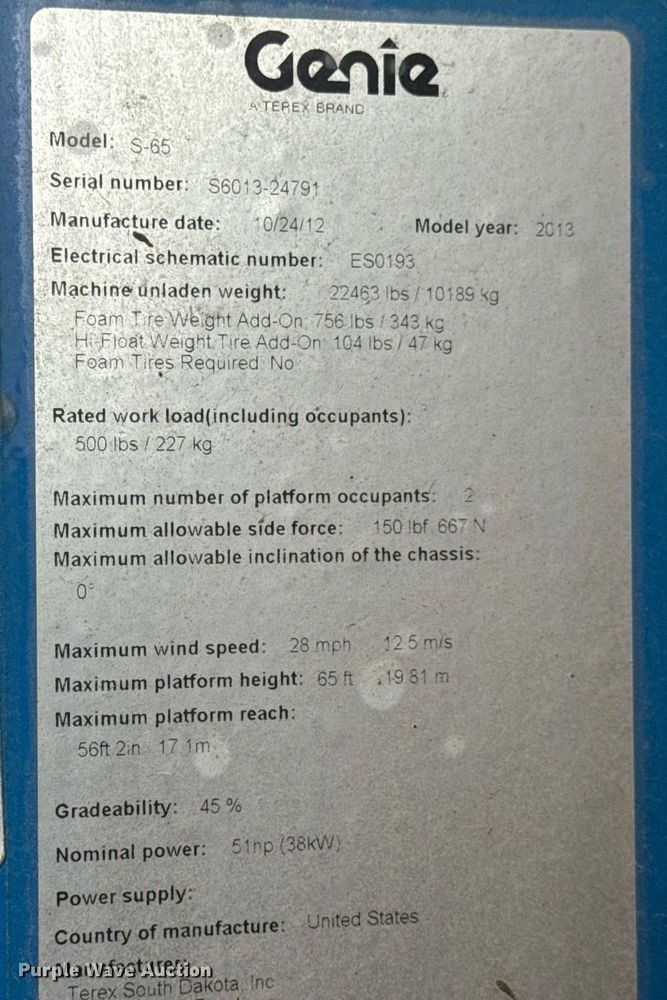 Genie
A TEREX BRAND
Model: S-65
Serial number: S6013-24791
Manufacture date: 10/24/12 Model year: 2013
Electrical schematic number: ES0193
Machine unladen weight: 22463 lbs / 10189 kg
Foam Tire Weight Add-On: 756 lbs / 343 kg
Hi-Float Weight Tire Add-On: 104 lbs / 47 kg
Foam Tires Required: No
Rated work load(including occupants):
500 lbs / 227 kg
Maximum number of platform occupants: 2
Maximum allowable side force: 150 lbf 667 N
Maximum allowable inclination of the chassis:
0°
Maximum wind speed: 28 mph 12.5 m/s
Maximum platform height: 65 ft 19.81 m
Maximum platform reach:
56ft 2in 17.1m
Gradeability: 45 %
Nominal power: 51hp (38kW)
Power supply:
Country of manufacture: United States
Manufacturer:
Purple Wave Auction
Terex South Dakota, Inc